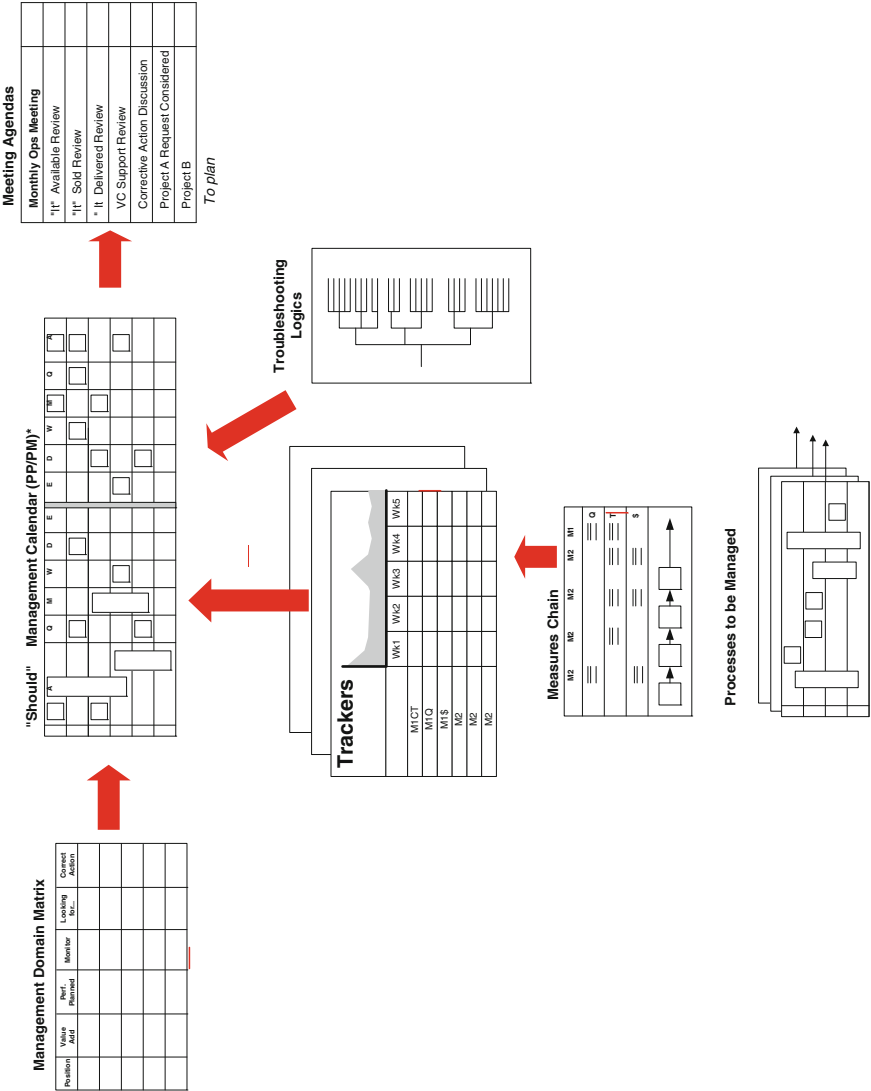 Meeting Agendas
Monthly Ops Meeting
"It" Available Review
"It" Sold Review
" It Delivered Review
VC Support Review
Corrective Action Discussion
Project A Request Considered
Project B
To plan
"Should" Management Calendar (PP/PM)*
A Q M W D E E D W M Q A
Troubleshooting
Logics
Management Domain Matrix
Position
Value
Add
Perf.
Planned
Monitor
Looking
for...
Correct
Action
Trackers
Wk1 Wk2 Wk3 Wk4 Wk5
M1CT
M1Q
M1$
M2
M2
M2
Measures Chain
M2 M2 M2 M2 M1
Q
T
$
Processes to be Managed